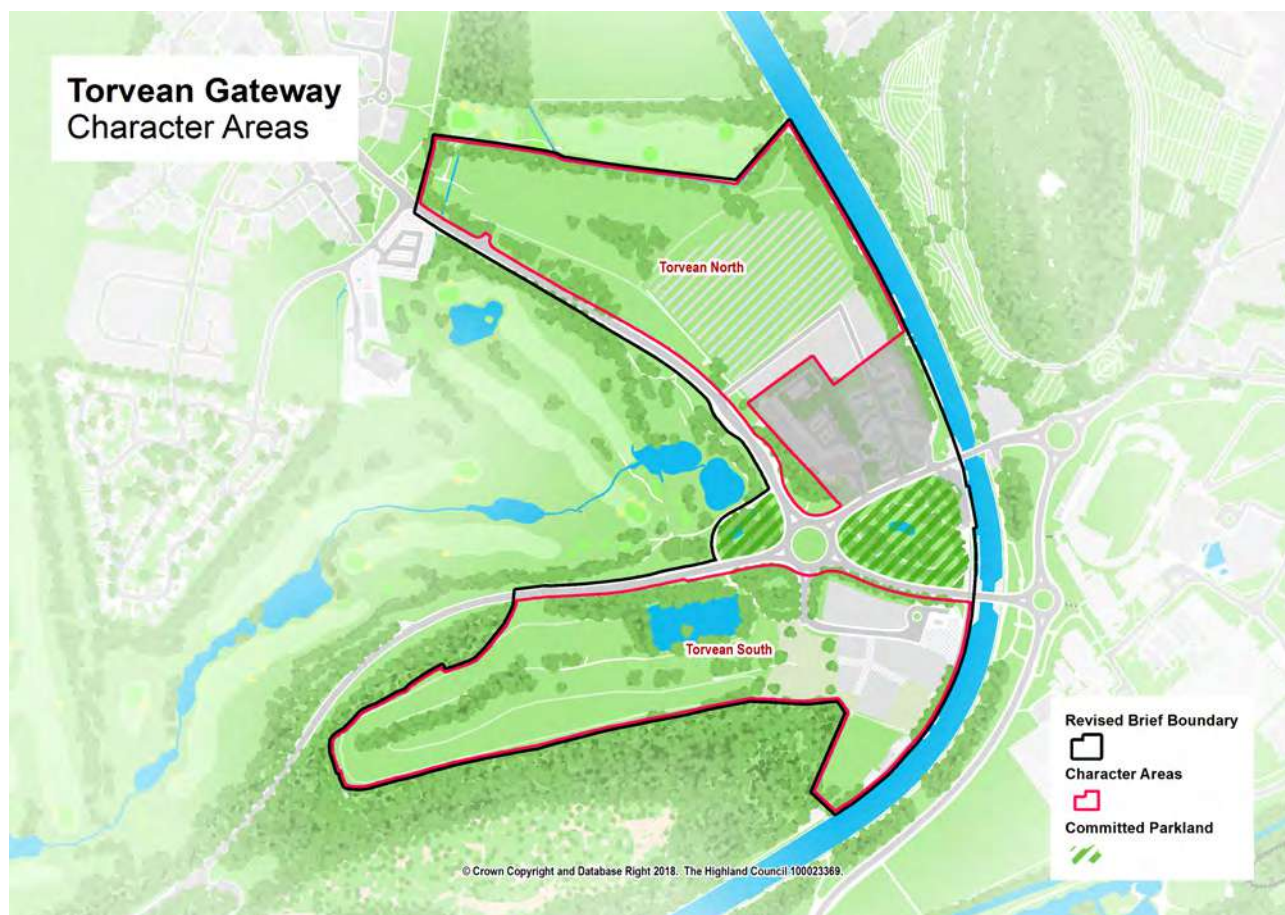 Torvean Gateway
Character Areas
Torvean North
Torvean South
Revised Brief Boundary
Character Areas
Committed Parkland
© Crown Copyright and Database Right 2018. The Highland Council 100023369.